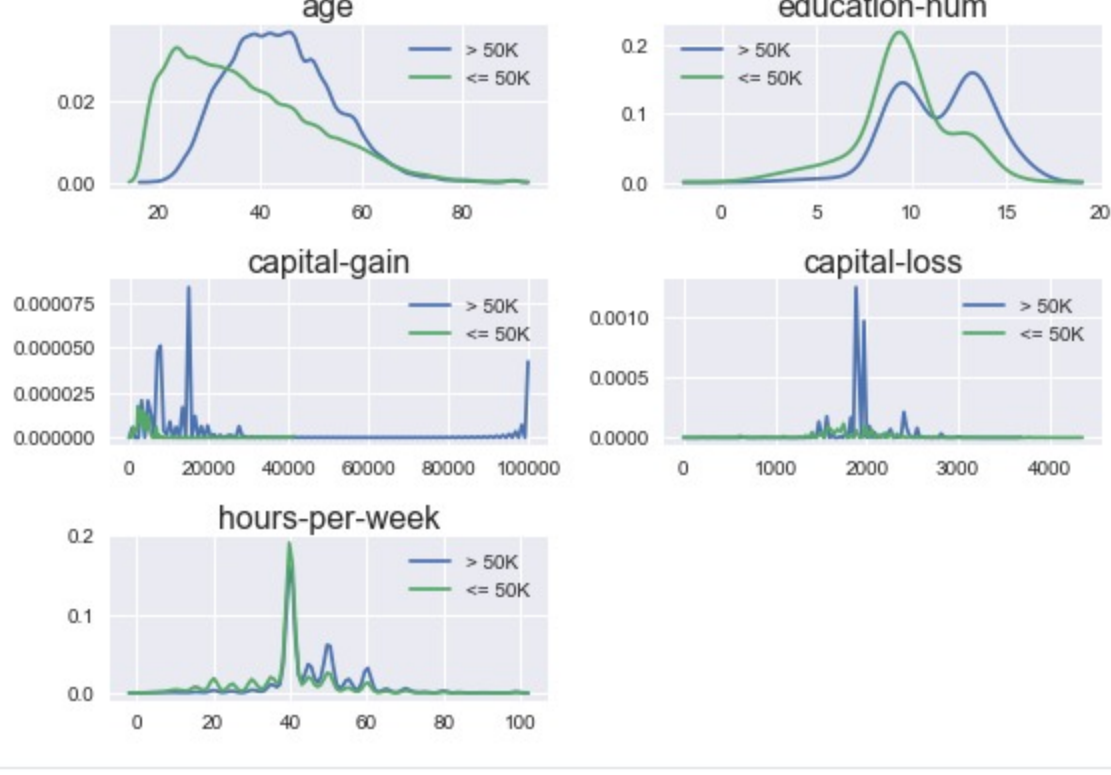 age
> 50K
<= 50K
0.02
0.00
20 40 60 80
education-num
> 50K
<= 50K
0.2
0.1
0.0
0 5 10 15 20
capital-gain
> 50K
<= 50K
0.000075
0.000050
0.000025
0.000000
0 20000 40000 60000 80000 100000
capital-loss
> 50K
<= 50K
0.0010
0.0005
0.0000
0 1000 2000 3000 4000
hours-per-week
> 50K
<= 50K
0.2
0.1
0.0
0 20 40 60 80 100